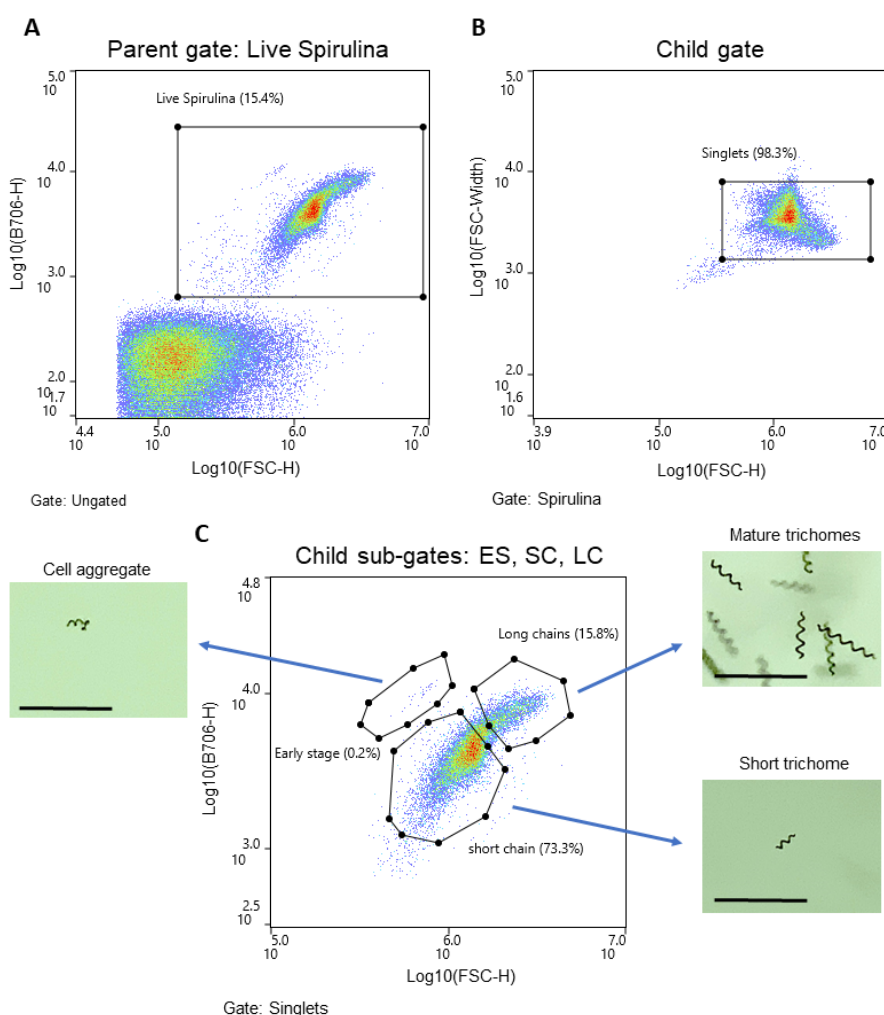 A
Parent gate: Live Spirulina
5.0
10
Live Spirulina (15.4%)
4.0
10
Log10(B706-H)
3.0
10
2.0
10
1.7
10
4.4
10
5.0
10
6.0
10
7.0
10
Log10(FSC-H)
Gate: Ungated
B
Child gate
5.0
10
Singlets (98.3%)
4.0
10
Log10(FSC-Width)
3.0
10
2.0
10
1.6
10
3.9
10
5.0
10
6.0
10
7.0
10
Log10(FSC-H)
Gate: Spirulina
C
Child sub-gates: ES, SC, LC
Cell aggregate
Mature trichomes
4.8
10
Long chains (15.8%)
4.0
10
Log10(B706-H)
Early stage (0.2%)
Short trichome
3.0
10
short chain (73.3%)
2.5
10
5.0
10
6.0
10
7.0
10
Log10(FSC-H)
Gate: Singlets